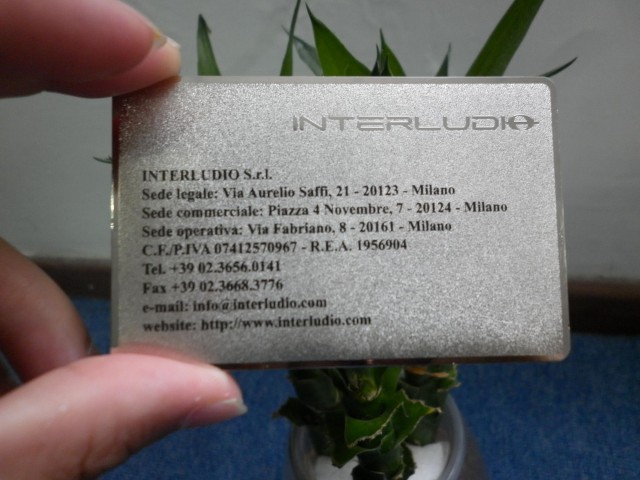 INTERLUDIO
INTERLUDIO S.r.l.
Sede legale: Via Aurelio Saffi, 21 - 20123 - Milano
Sede commerciale: Piazza 4 Novembre, 7 - 20124 - Milano
Sede operativa: Via Fabriano, 8 - 20161 - Milano
C.F./P.IVA 07412570967 - R.E.A. 1956904
Tel. +39 02.3656.0141
Fax +39 02.3668.3776
e-mail: info@interludio.com
website: http://www.interludio.com